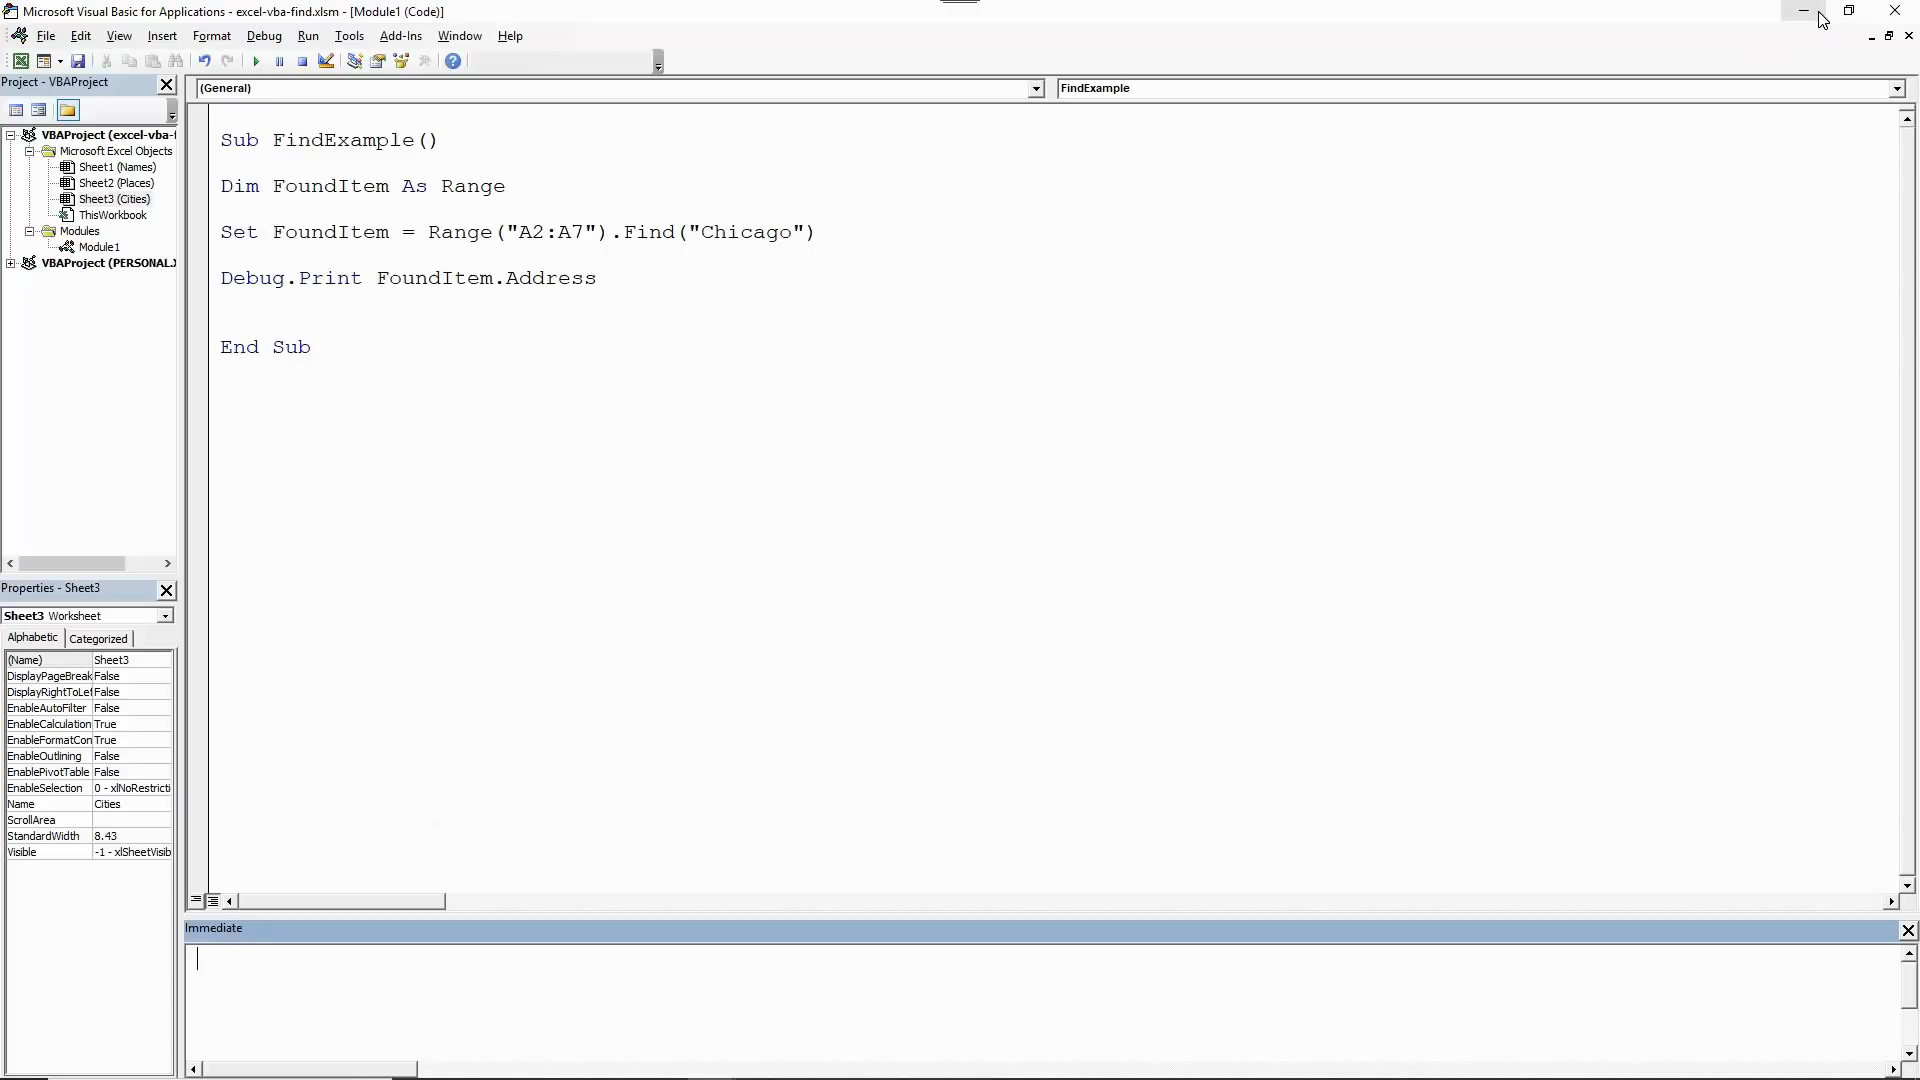 Microsoft Visual Basic for Applications - excel-vba-find.xlsm - [Module1 (Code)]
File Edit View Insert Format Debug Run Tools Add-Ins Window Help
Project - VBAProject
(General)
FindExample
VBAProject (excel-vba-f
Microsoft Excel Objects
Sheet1 (Names)
Sheet2 (Places)
Sheet3 (Cities)
ThisWorkbook
Modules
Module1
VBAProject (PERSONAL.
Sub FindExample()
Dim FoundItem As Range
Set FoundItem = Range("A2:A7").Find("Chicago")
Debug.Print FoundItem.Address
End Sub
Properties - Sheet3
Sheet3 Worksheet
Alphabetic Categorized
(Name) Sheet3
DisplayPageBreak False
DisplayRightToLef False
EnableAutoFilter False
EnableCalculation True
EnableFormatCon True
EnableOutlining False
EnablePivotTable False
EnableSelection 0 - xlNoRestricti
Name Cities
ScrollArea
StandardWidth 8.43
Visible -1 - xlSheetVisib
Immediate